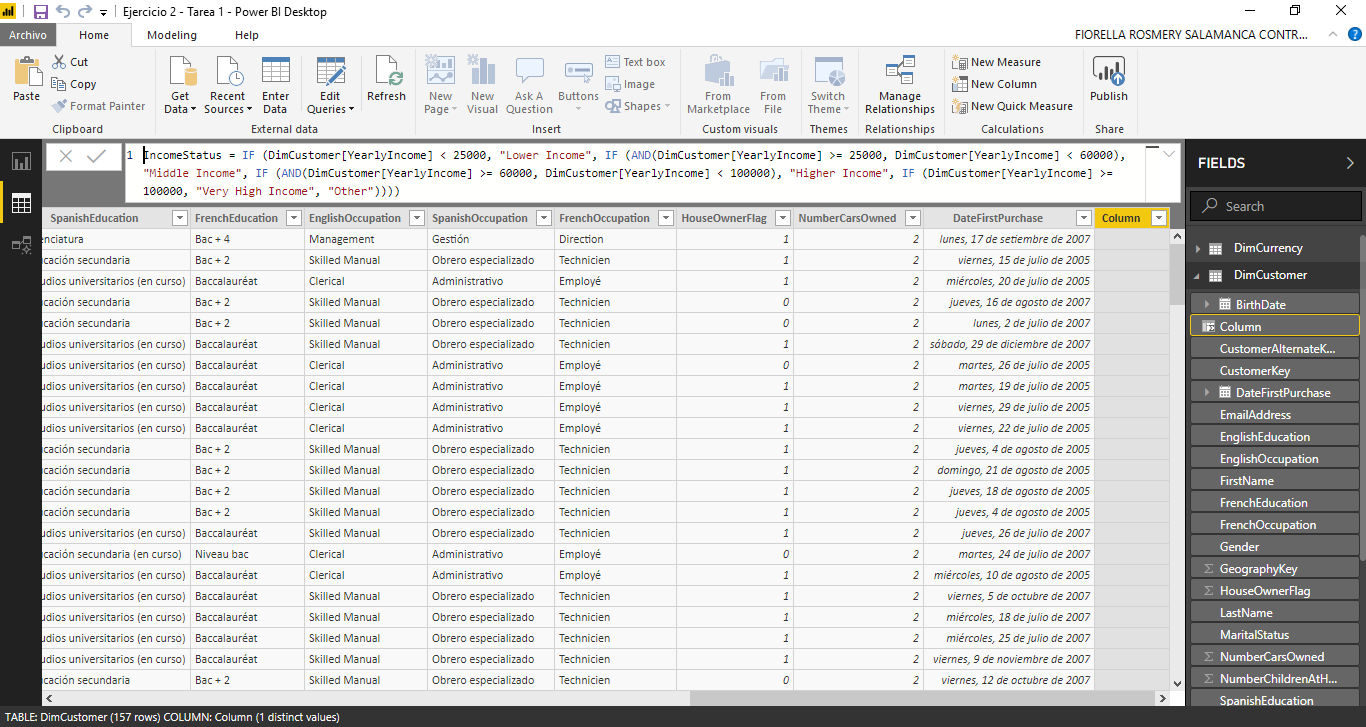 Ejercicio 2 - Tarea 1 - Power BI Desktop
Archivo Home Modeling Help FIORELLA ROSMERY SALAMANCA CONTR...
Paste Cut Copy Format Painter
Clipboard
Get Data Recent Sources Enter Data Edit Queries Refresh
External data
New Page New Visual Ask A Question Buttons Text box Image Shapes
Insert
From Marketplace From File
Custom visuals
Switch Theme
Themes
Manage Relationships
Relationships
New Measure New Column New Quick Measure
Calculations
Publish
Share
1 IncomeStatus = IF (DimCustomer[YearlyIncome] < 25000, "Lower Income", IF (AND(DimCustomer[YearlyIncome] >= 25000, DimCustomer[YearlyIncome] < 60000),
"Middle Income", IF (AND(DimCustomer[YearlyIncome] >= 60000, DimCustomer[YearlyIncome] < 100000), "Higher Income", IF (DimCustomer[YearlyIncome] >=
100000, "Very High Income", "Other"))))
SpanishEducation FrenchEducation EnglishOccupation SpanishOccupation FrenchOccupation HouseOwnerFlag NumberCarsOwned DateFirstPurchase Column
enciatura Bac + 4 Management Gestión Direction 1 2 lunes, 17 de setiembre de 2007
ucación secundaria Bac + 2 Skilled Manual Obrero especializado Technicien 1 2 viernes, 15 de julio de 2005
udios universitarios (en curso) Baccalauréat Clerical Administrativo Employé 1 2 miércoles, 20 de julio de 2005
ucación secundaria Bac + 2 Skilled Manual Obrero especializado Technicien 0 2 jueves, 16 de agosto de 2007
ucación secundaria Bac + 2 Skilled Manual Obrero especializado Technicien 0 2 lunes, 2 de julio de 2007
udios universitarios (en curso) Baccalauréat Skilled Manual Obrero especializado Technicien 1 2 sábado, 29 de diciembre de 2007
udios universitarios (en curso) Baccalauréat Clerical Administrativo Employé 0 2 martes, 26 de julio de 2005
udios universitarios (en curso) Baccalauréat Clerical Administrativo Employé 1 2 martes, 19 de julio de 2005
udios universitarios (en curso) Baccalauréat Clerical Administrativo Employé 1 2 viernes, 29 de julio de 2005
udios universitarios (en curso) Baccalauréat Clerical Administrativo Employé 1 2 viernes, 22 de julio de 2005
ucación secundaria Bac + 2 Skilled Manual Obrero especializado Technicien 1 2 jueves, 4 de agosto de 2005
ucación secundaria Bac + 2 Skilled Manual Obrero especializado Technicien 1 2 domingo, 21 de agosto de 2005
ucación secundaria Bac + 2 Skilled Manual Obrero especializado Technicien 1 2 jueves, 18 de agosto de 2005
ucación secundaria Bac + 2 Skilled Manual Obrero especializado Technicien 1 2 jueves, 4 de agosto de 2005
udios universitarios (en curso) Baccalauréat Skilled Manual Obrero especializado Technicien 1 2 jueves, 26 de julio de 2007
ucación secundaria (en curso) Niveau bac Clerical Administrativo Employé 0 2 martes, 24 de julio de 2007
udios universitarios (en curso) Baccalauréat Clerical Administrativo Employé 1 2 miércoles, 10 de agosto de 2005
udios universitarios (en curso) Baccalauréat Skilled Manual Obrero especializado Technicien 1 2 viernes, 5 de octubre de 2007
udios universitarios (en curso) Baccalauréat Skilled Manual Obrero especializado Technicien 1 2 miércoles, 18 de julio de 2007
udios universitarios (en curso) Baccalauréat Skilled Manual Obrero especializado Technicien 1 2 miércoles, 25 de julio de 2007
udios universitarios (en curso) Baccalauréat Skilled Manual Obrero especializado Technicien 1 2 viernes, 9 de noviembre de 2007
ucación secundaria Bac + 2 Skilled Manual Obrero especializado Technicien 0 2 viernes, 12 de octubre de 2007
FIELDS
Search
DimCurrency
DimCustomer
BirthDate
Column
CustomerAlternateK...
CustomerKey
DateFirstPurchase
EmailAddress
EnglishEducation
EnglishOccupation
FirstName
FrenchEducation
FrenchOccupation
Gender
Σ GeographyKey
Σ HouseOwnerFlag
LastName
MaritalStatus
Σ NumberCarsOwned
Σ NumberChildrenAtH...
SpanishEducation
TABLE: DimCustomer (157 rows) COLUMN: Column (1 distinct values)